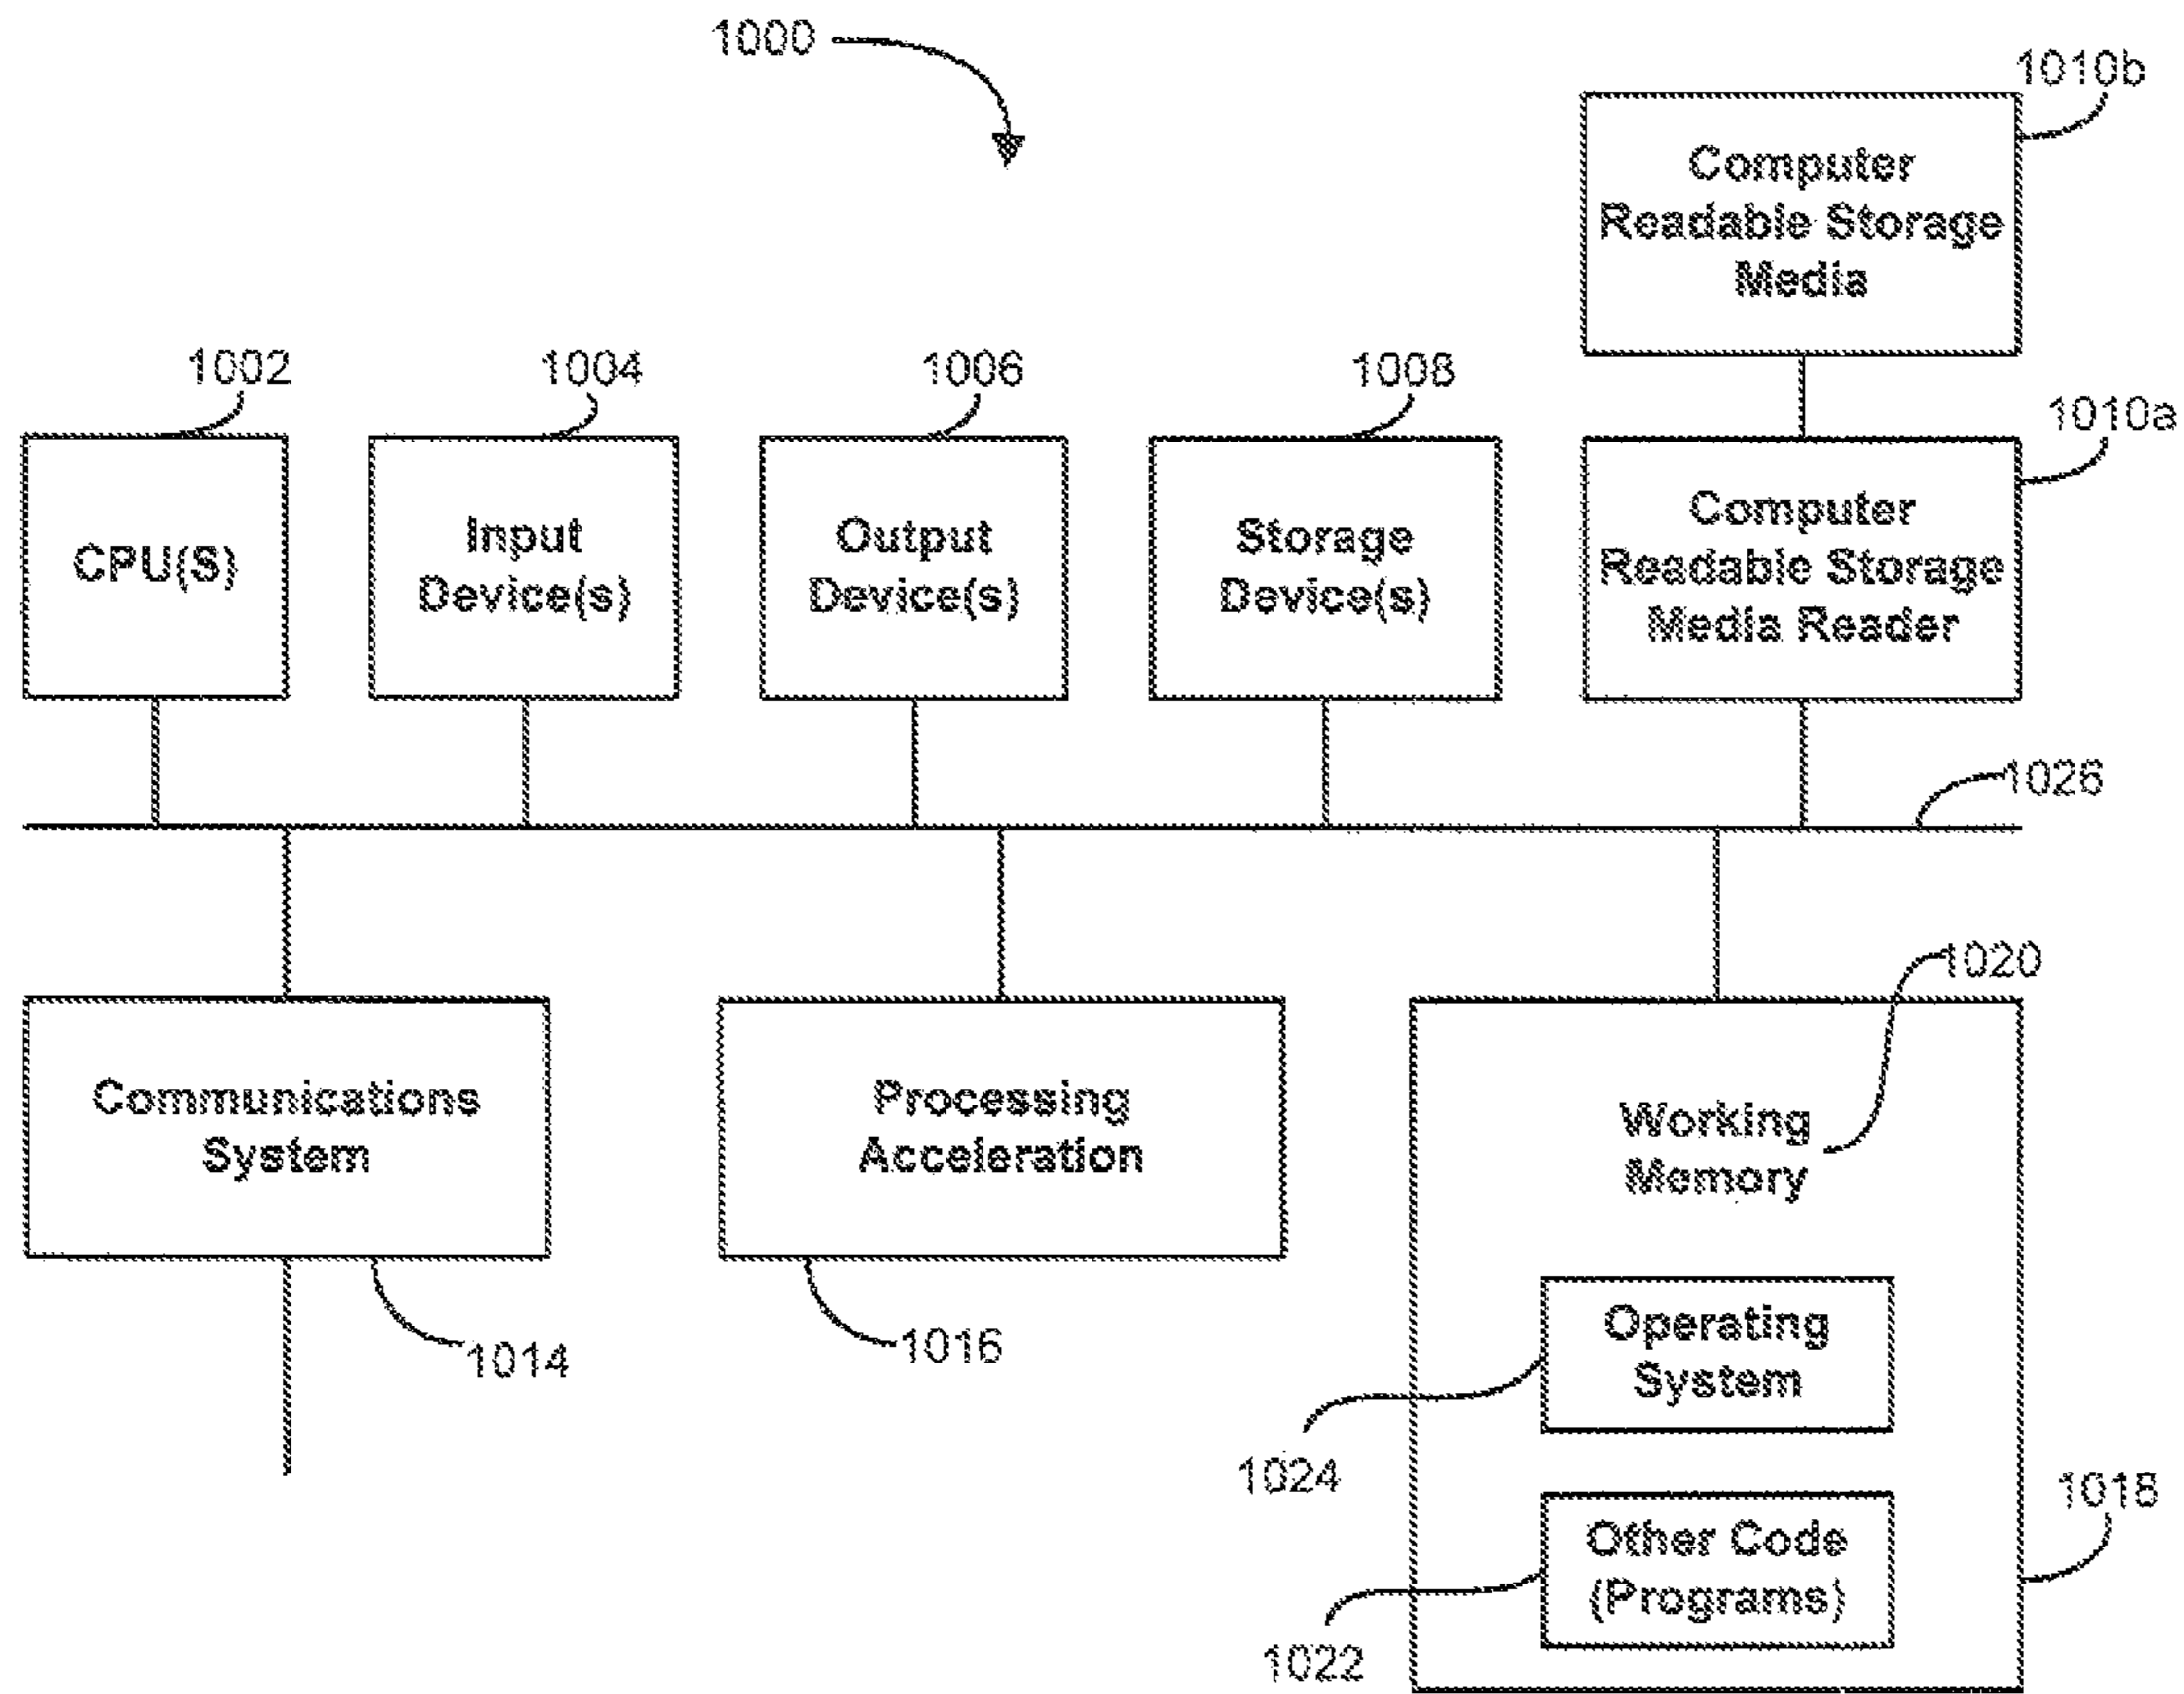 1000
1010b
Computer
Readable Storage
Media
1002
1004
1006
1008
1010a
CPU(S)
Input
Device(s)
Output
Device(s)
Storage
Device(s)
Computer
Readable Storage
Media Reader
1026
1020
Communications
System
Processing
Acceleration
Working
Memory
1014
1016
Operating
System
1024
1018
Other Code
(Programs)
1022